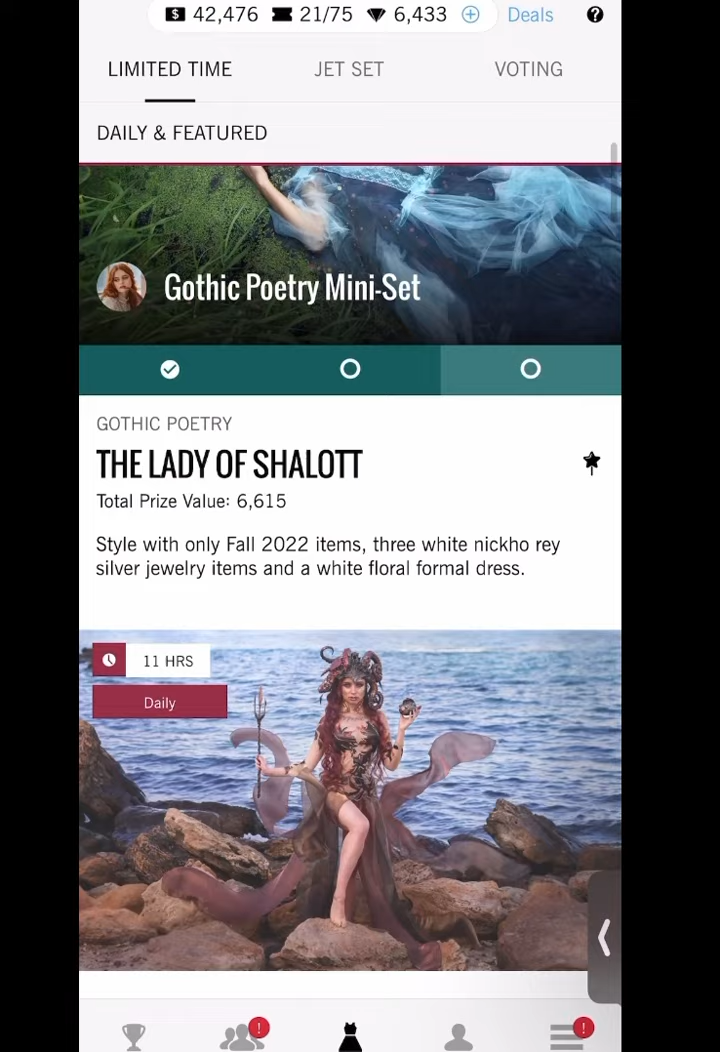 42,476 21/75 6,433 Deals ?
LIMITED TIME JET SET VOTING
DAILY & FEATURED
Gothic Poetry Mini-Set
GOTHIC POETRY
THE LADY OF SHALOTT
Total Prize Value: 6,615
Style with only Fall 2022 items, three white nickho rey
silver jewelry items and a white floral formal dress.
11 HRS
Daily
! !